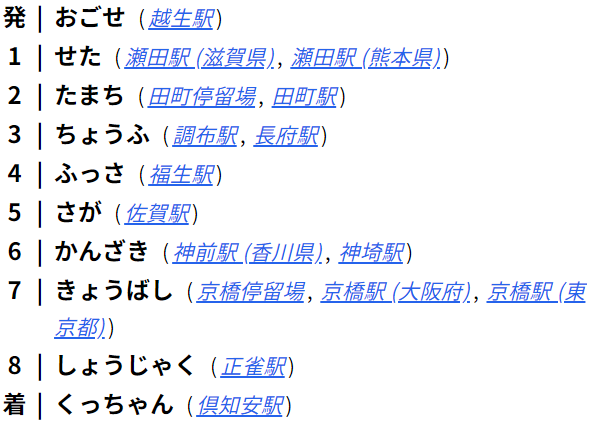 発 | おごせ (越生駅)
1 | せた (瀬田駅 (滋賀県), 瀬田駅 (熊本県))
2 | たまち (田町停留場, 田町駅)
3 | ちょうふ (調布駅, 長府駅)
4 | ふっさ (福生駅)
5 | さが (佐賀駅)
6 | かんざき (神前駅 (香川県), 神埼駅)
7 | きょうばし (京橋停留場, 京橋駅 (大阪府), 京橋駅 (東
京都))
8 | しょうじゃく (正雀駅)
着 | くっちゃん (倶知安駅)